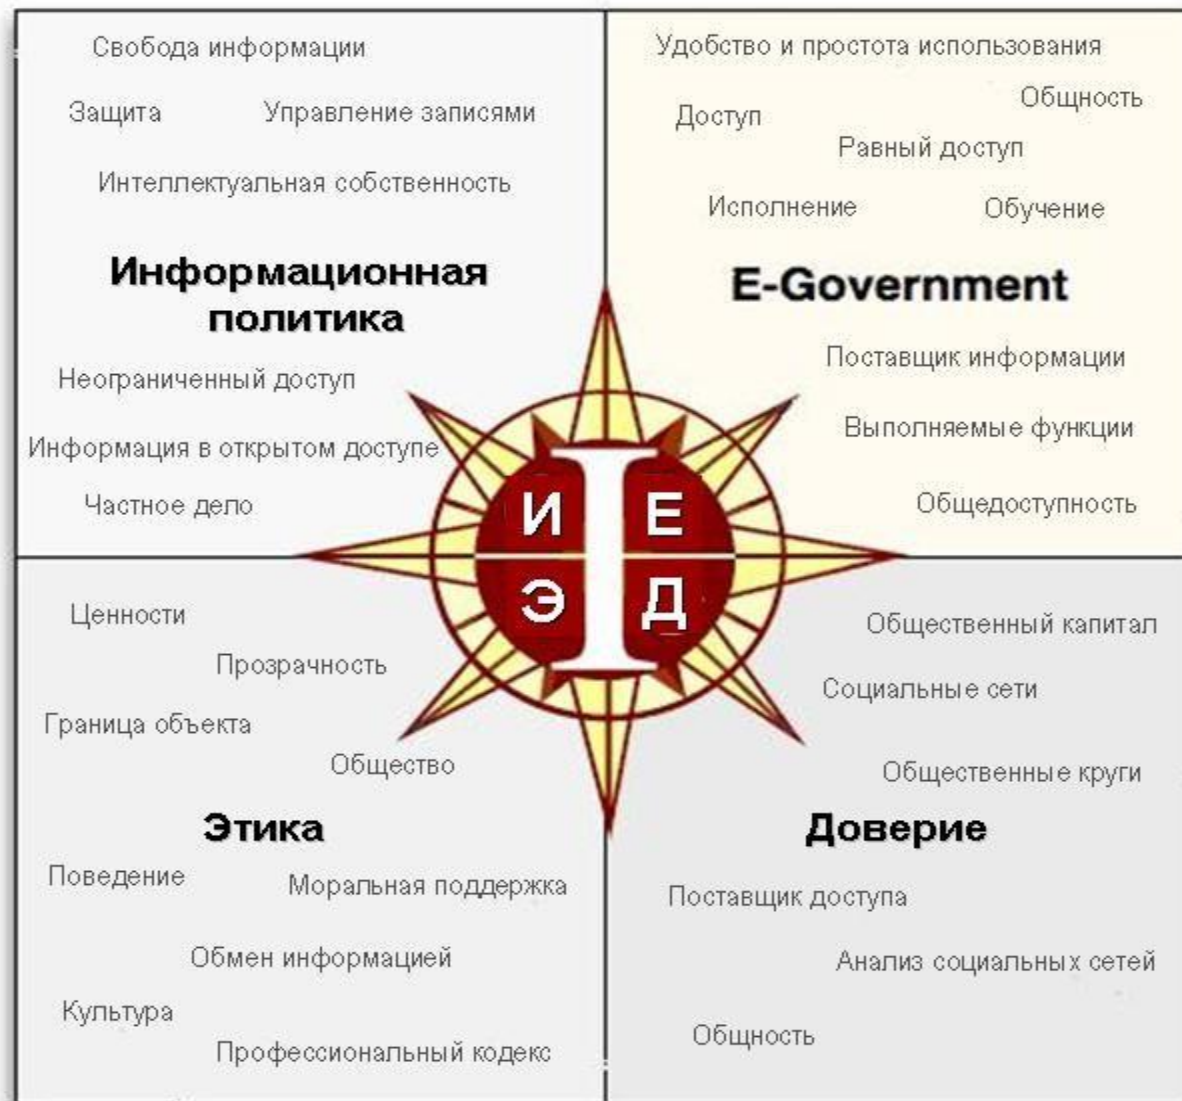 Свобода информации
Защита
Управление записями
Интеллектуальная собственность
Информационная
политика
Неограниченный доступ
Информация в открытом доступе
Частное дело
Удобство и простота использования
Общность
Доступ
Равный доступ
Исполнение
Обучение
E-Government
Поставщик информации
Выполняемые функции
Общедоступность
И
I
Е
Э
Д
Ценности
Прозрачность
Граница объекта
Общество
Этика
Поведение
Моральная поддержка
Обмен информацией
Культура
Профессиональный кодекс
Общественный капитал
Социальные сети
Общественные круги
Доверие
Поставщик доступа
Анализ социальных сетей
Общность